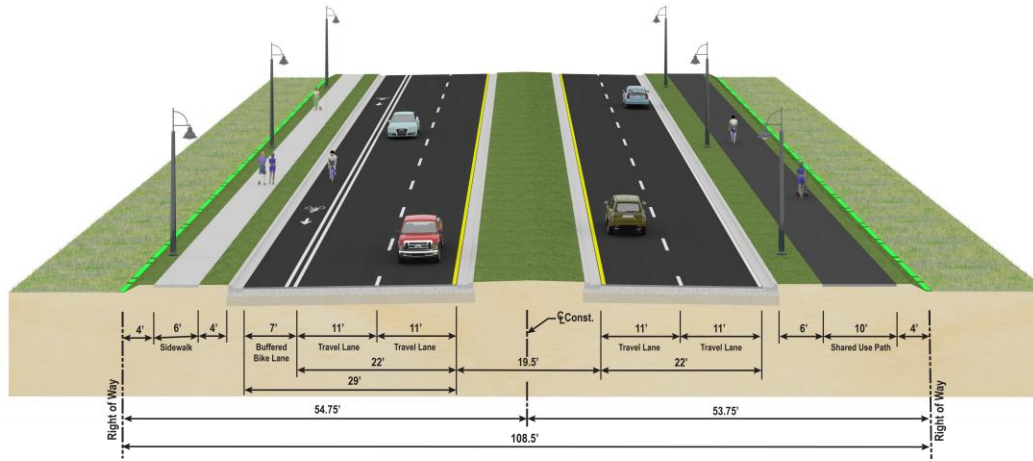 4' 6' 4' 7' 11' 11' ℄ Const. 11' 11' 6' 10' 4'
Sidewalk Buffered Travel Lane Travel Lane Travel Lane Travel Lane Shared Use Path
Bike Lane
22' 19.5' 22'
29'
54.75' 53.75'
Right of Way Right of Way
108.5'